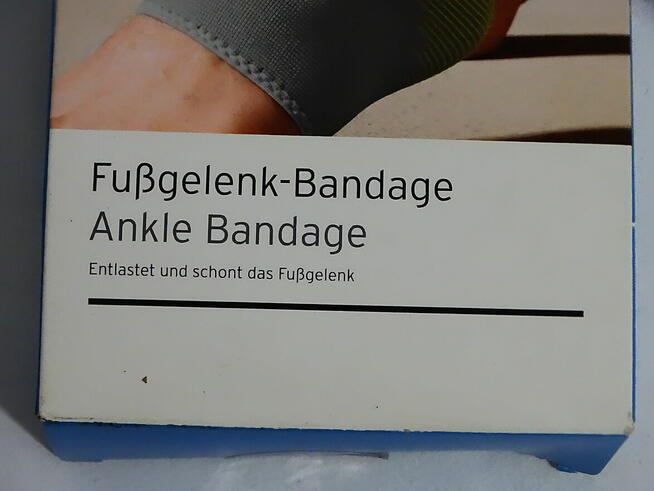 Fußgelenk-Bandage
Ankle Bandage
Entlastet und schont das Fußgelenk